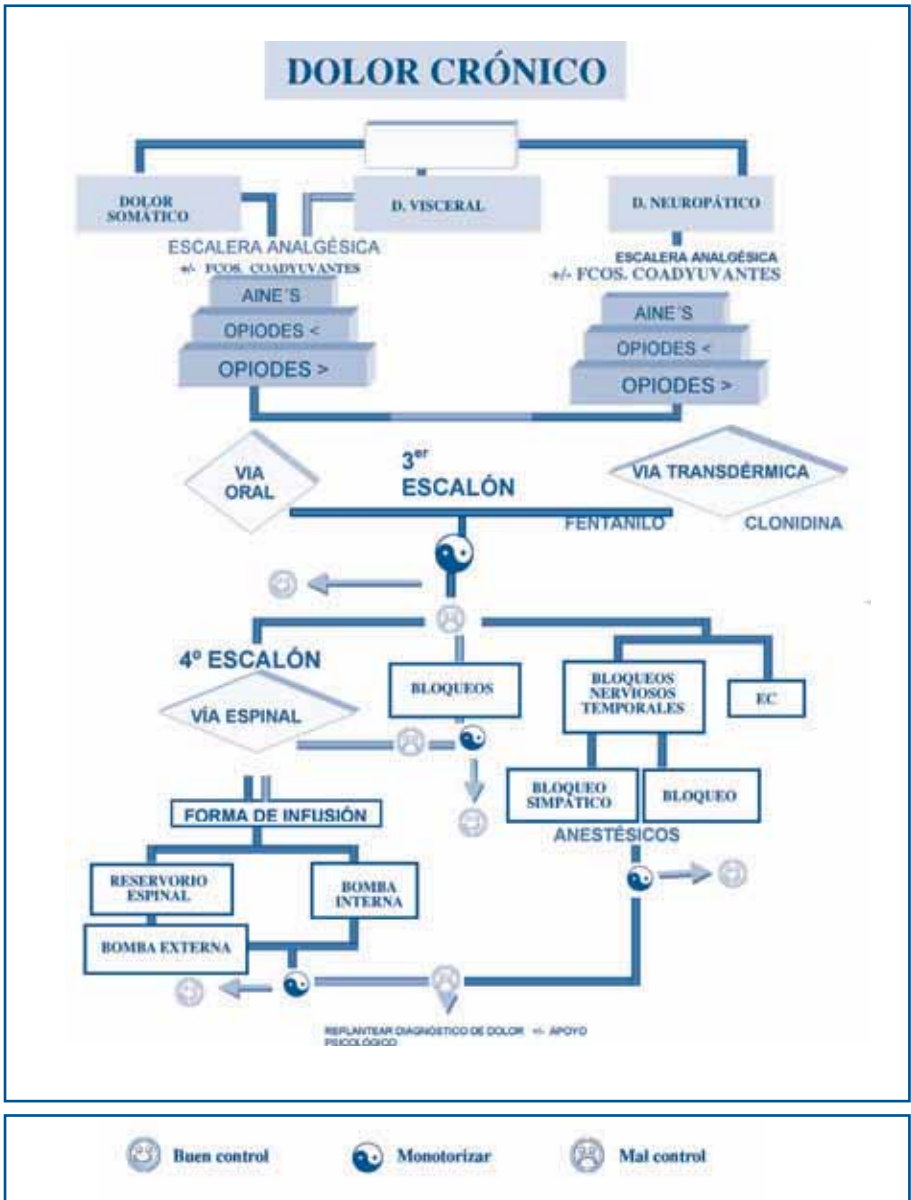 DOLOR CRÓNICO
DOLOR
SOMÁTICO
D. VISCERAL
D. NEUROPÁTICO
ESCALERA ANALGÉSICA
+/- FCOS. COADYUVANTES
AINE´S
OPIODES <
OPIODES >
ESCALERA ANALGÉSICA
+/- FCOS. COADYUVANTES
AINE´S
OPIODES <
OPIODES >
VIA
ORAL
3er
ESCALÓN
VIA TRANSDÉRMICA
FENTANILO
CLONIDINA
4º ESCALÓN
VÍA ESPINAL
BLOQUEOS
BLOQUEOS
NERVIOSOS
TEMPORALES
EC
BLOQUEO
SIMPÁTICO
BLOQUEO
ANESTÉSICOS
FORMA DE INFUSIÓN
RESERVORIO
ESPINAL
BOMBA
INTERNA
BOMBA EXTERNA
REPLANTEAR DIAGNÓSTICO DE DOLOR +/- APOYO
PSICOLÓGICO
Buen control
Monotorizar
Mal control